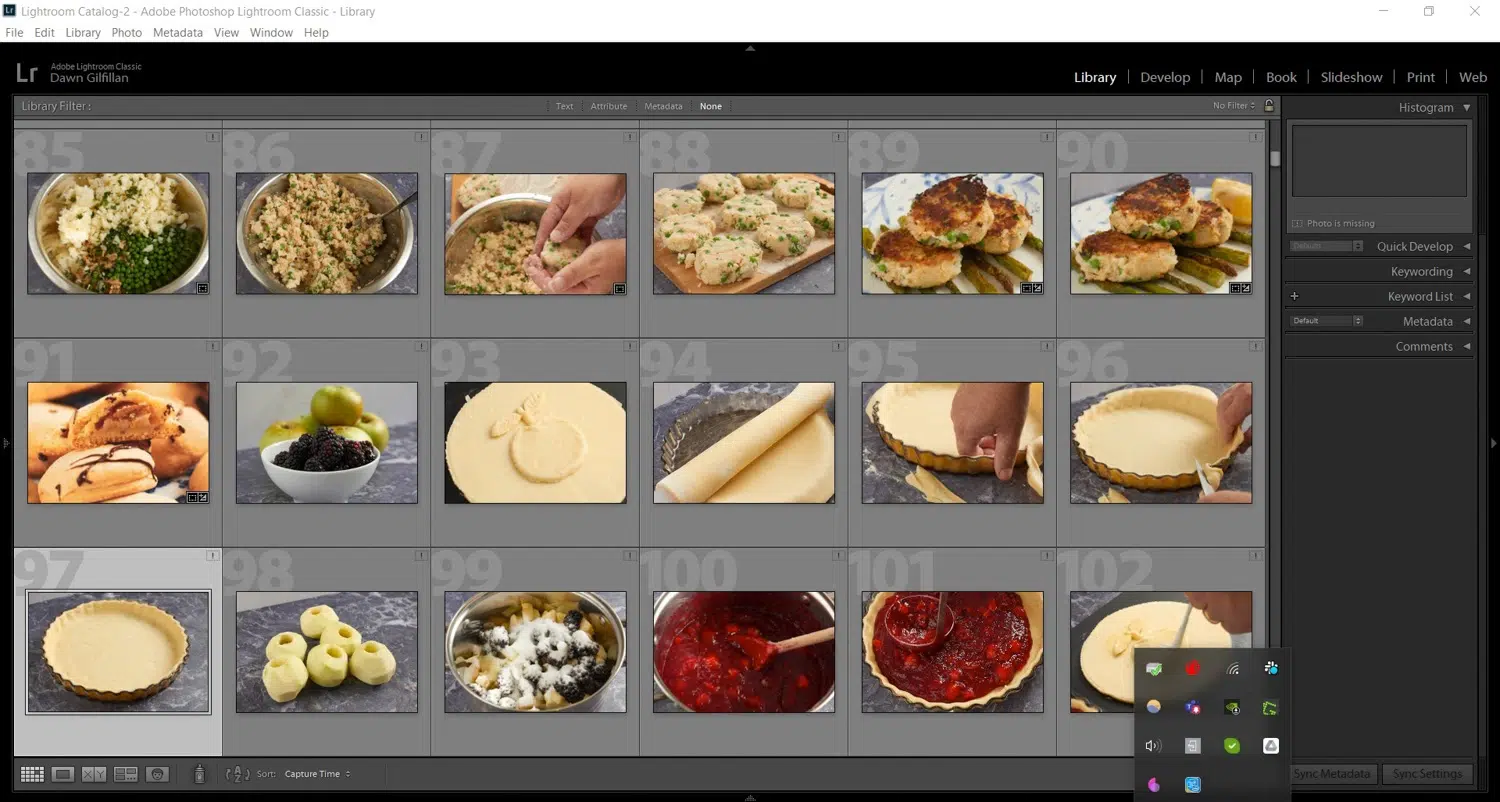 Lr Lightroom Catalog-2 - Adobe Photoshop Lightroom Classic - Library
File Edit Library Photo Metadata View Window Help
Lr
Adobe Lightroom Classic
Dawn Gilfillan
Library Develop Map Book Slideshow Print Web
Library Filter :
Text Attribute Metadata None
No Filter
Histogram
85 86 87 88 89 90
Photo is missing
Defaults Quick Develop
Keywording
+ Keyword List
Default Metadata
Comments
91 92 93 94 95 96
97 98 99 100 101 102
X Y
Sort: Capture Time
Sync Metadata Sync Settings